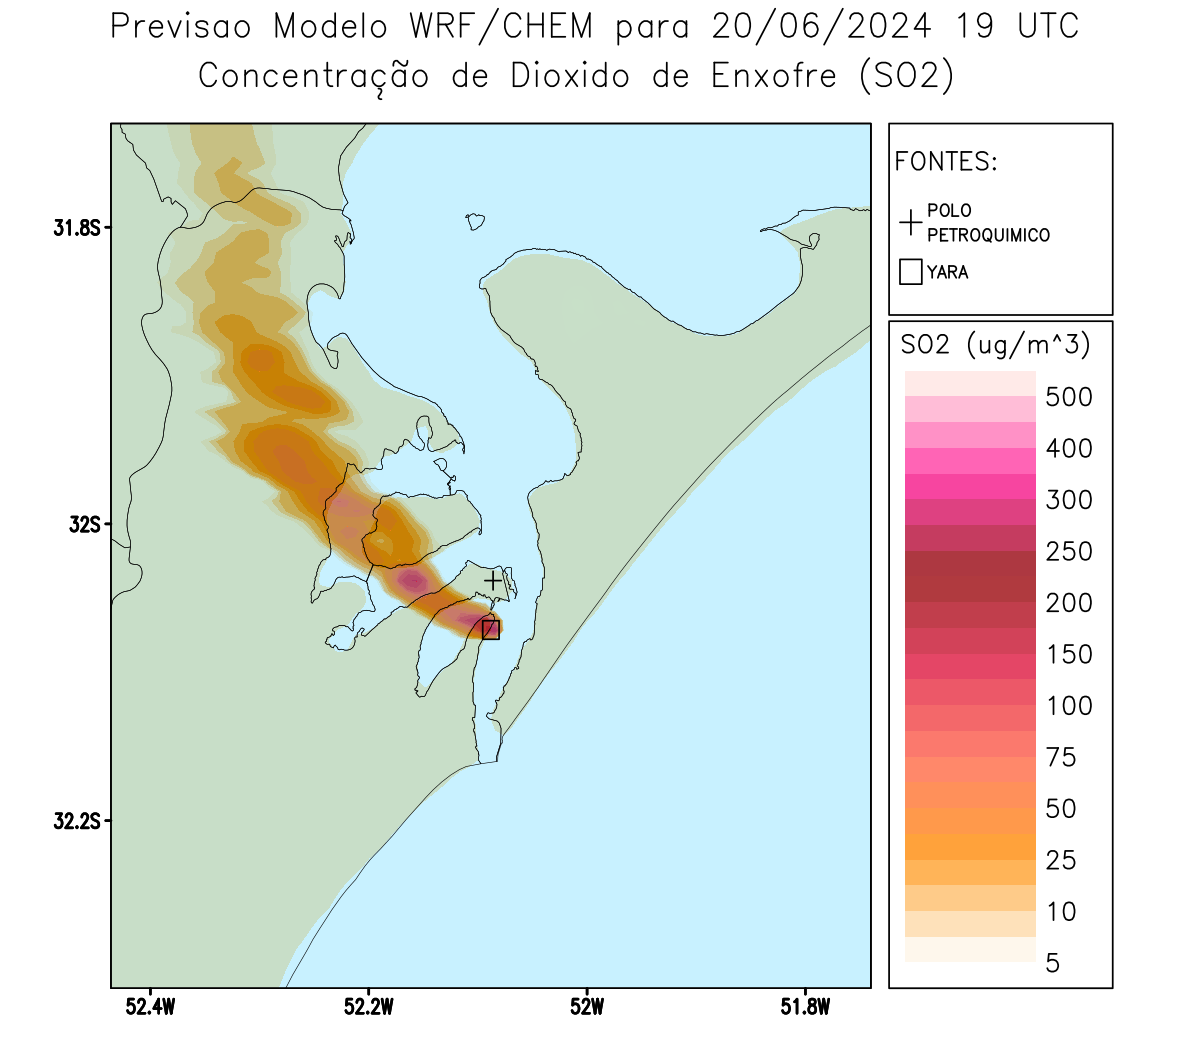 Previsao Modelo WRF/CHEM para 20/06/2024 19 UTC
Concentração de Dioxido de Enxofre (SO2)
FONTES:
POLO
PETROQUIMICO
YARA
31.8S
32S
32.2S
52.4W
52.2W
52W
51.8W
SO2 (ug/m^3)
500
400
300
250
200
150
100
75
50
25
10
5